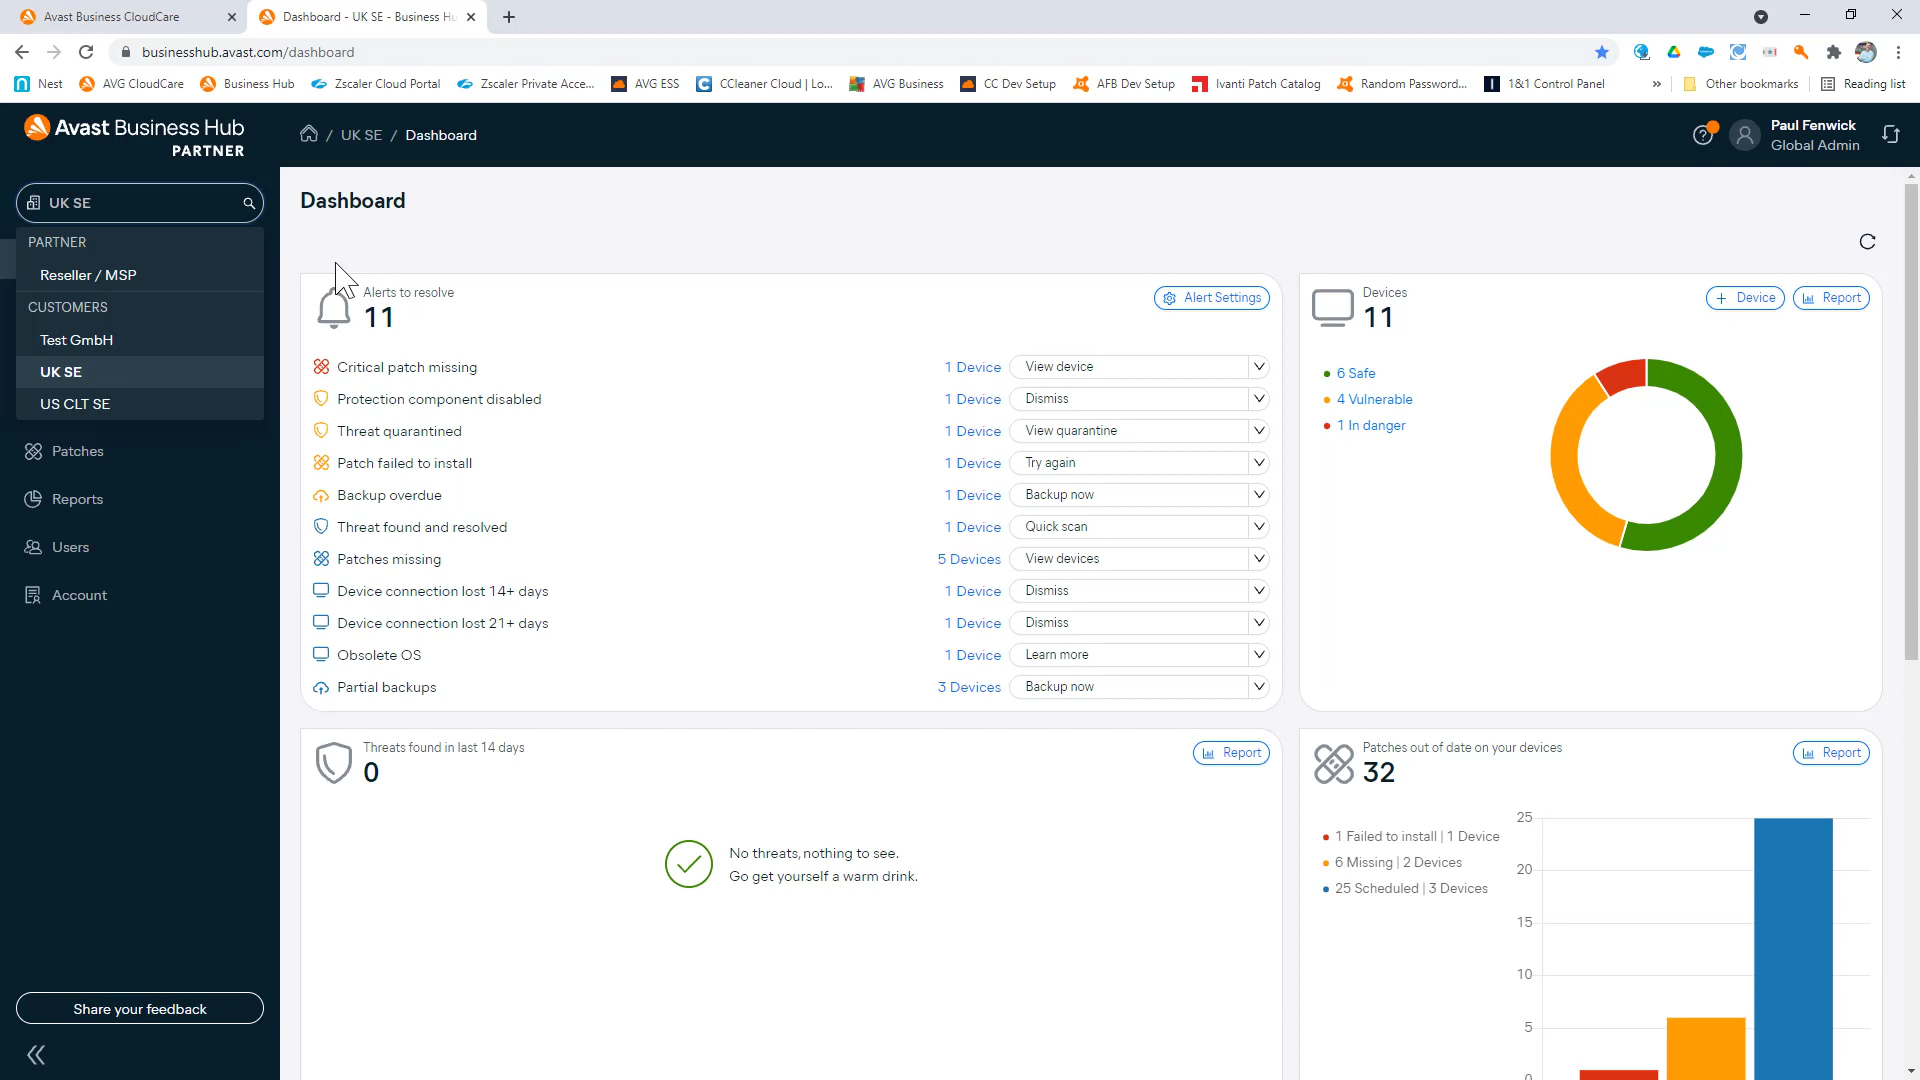 Avast Business CloudCare
Dashboard - UK SE - Business Hu
businesshub.avast.com/dashboard
Nest
AVG CloudCare
Business Hub
Zscaler Cloud Portal
Zscaler Private Acce...
AVG ESS
CCleaner Cloud | Lo...
AVG Business
CC Dev Setup
AFB Dev Setup
Ivanti Patch Catalog
Random Password...
1&1 Control Panel
»
Other bookmarks
Reading list
Avast Business Hub
PARTNER
/ UK SE / Dashboard
Paul Fenwick
Global Admin
UK SE
PARTNER
Reseller / MSP
CUSTOMERS
Test GmbH
UK SE
US CLT SE
Patches
Reports
Users
Account
Share your feedback
Dashboard
Alerts to resolve
11
Alert Settings
Critical patch missing 1 Device View device
Protection component disabled 1 Device Dismiss
Threat quarantined 1 Device View quarantine
Patch failed to install 1 Device Try again
Backup overdue 1 Device Backup now
Threat found and resolved 1 Device Quick scan
Patches missing 5 Devices View devices
Device connection lost 14+ days 1 Device Dismiss
Device connection lost 21+ days 1 Device Dismiss
Obsolete OS 1 Device Learn more
Partial backups 3 Devices Backup now
Devices
11
+ Device
Report
6 Safe
4 Vulnerable
1 In danger
Threats found in last 14 days
0
Report
No threats, nothing to see.
Go get yourself a warm drink.
Patches out of date on your devices
32
Report
1 Failed to install | 1 Device
6 Missing | 2 Devices
25 Scheduled | 3 Devices
25
20
15
10
5
0